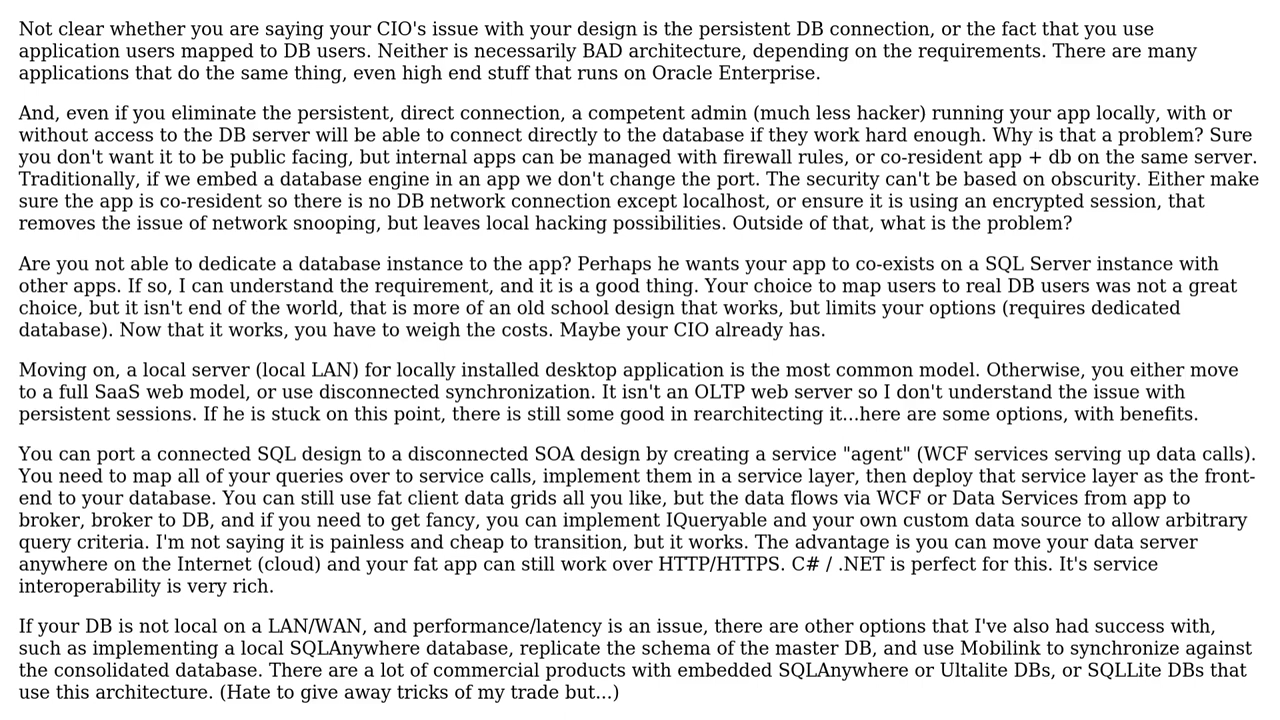 Not clear whether you are saying your CIO's issue with your design is the persistent DB connection, or the fact that you use
application users mapped to DB users. Neither is necessarily BAD architecture, depending on the requirements. There are many
applications that do the same thing, even high end stuff that runs on Oracle Enterprise.
And, even if you eliminate the persistent, direct connection, a competent admin (much less hacker) running your app locally, with or
without access to the DB server will be able to connect directly to the database if they work hard enough. Why is that a problem? Sure
you don't want it to be public facing, but internal apps can be managed with firewall rules, or co-resident app + db on the same server.
Traditionally, if we embed a database engine in an app we don't change the port. The security can't be based on obscurity. Either make
sure the app is co-resident so there is no DB network connection except localhost, or ensure it is using an encrypted session, that
removes the issue of network snooping, but leaves local hacking possibilities. Outside of that, what is the problem?
Are you not able to dedicate a database instance to the app? Perhaps he wants your app to co-exists on a SQL Server instance with
other apps. If so, I can understand the requirement, and it is a good thing. Your choice to map users to real DB users was not a great
choice, but it isn't end of the world, that is more of an old school design that works, but limits your options (requires dedicated
database). Now that it works, you have to weigh the costs. Maybe your CIO already has.
Moving on, a local server (local LAN) for locally installed desktop application is the most common model. Otherwise, you either move
to a full SaaS web model, or use disconnected synchronization. It isn't an OLTP web server so I don't understand the issue with
persistent sessions. If he is stuck on this point, there is still some good in rearchitecting it...here are some options, with benefits.
You can port a connected SQL design to a disconnected SOA design by creating a service "agent" (WCF services serving up data calls).
You need to map all of your queries over to service calls, implement them in a service layer, then deploy that service layer as the front-
end to your database. You can still use fat client data grids all you like, but the data flows via WCF or Data Services from app to
broker, broker to DB, and if you need to get fancy, you can implement IQueryable and your own custom data source to allow arbitrary
query criteria. I'm not saying it is painless and cheap to transition, but it works. The advantage is you can move your data server
anywhere on the Internet (cloud) and your fat app can still work over HTTP/HTTPS. C# / .NET is perfect for this. It's service
interoperability is very rich.
If your DB is not local on a LAN/WAN, and performance/latency is an issue, there are other options that I've also had success with,
such as implementing a local SQLAnywhere database, replicate the schema of the master DB, and use Mobilink to synchronize against
the consolidated database. There are a lot of commercial products with embedded SQLAnywhere or Ultalite DBs, or SQLLite DBs that
use this architecture. (Hate to give away tricks of my trade but...)